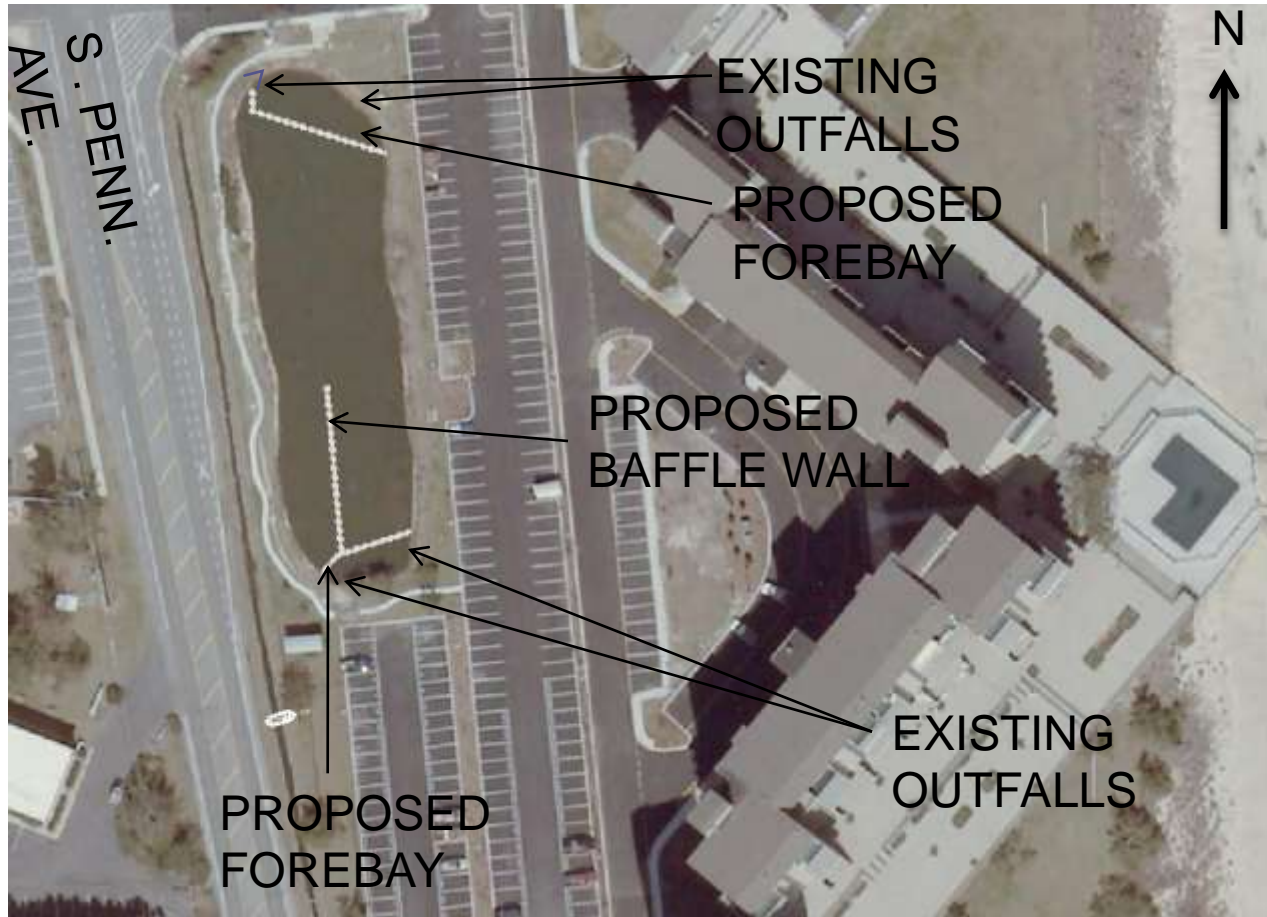 S. PENN.
AVE.
N
EXISTING
OUTFALLS
PROPOSED
FOREBAY
PROPOSED
BAFFLE WALL
EXISTING
OUTFALLS
PROPOSED
FOREBAY